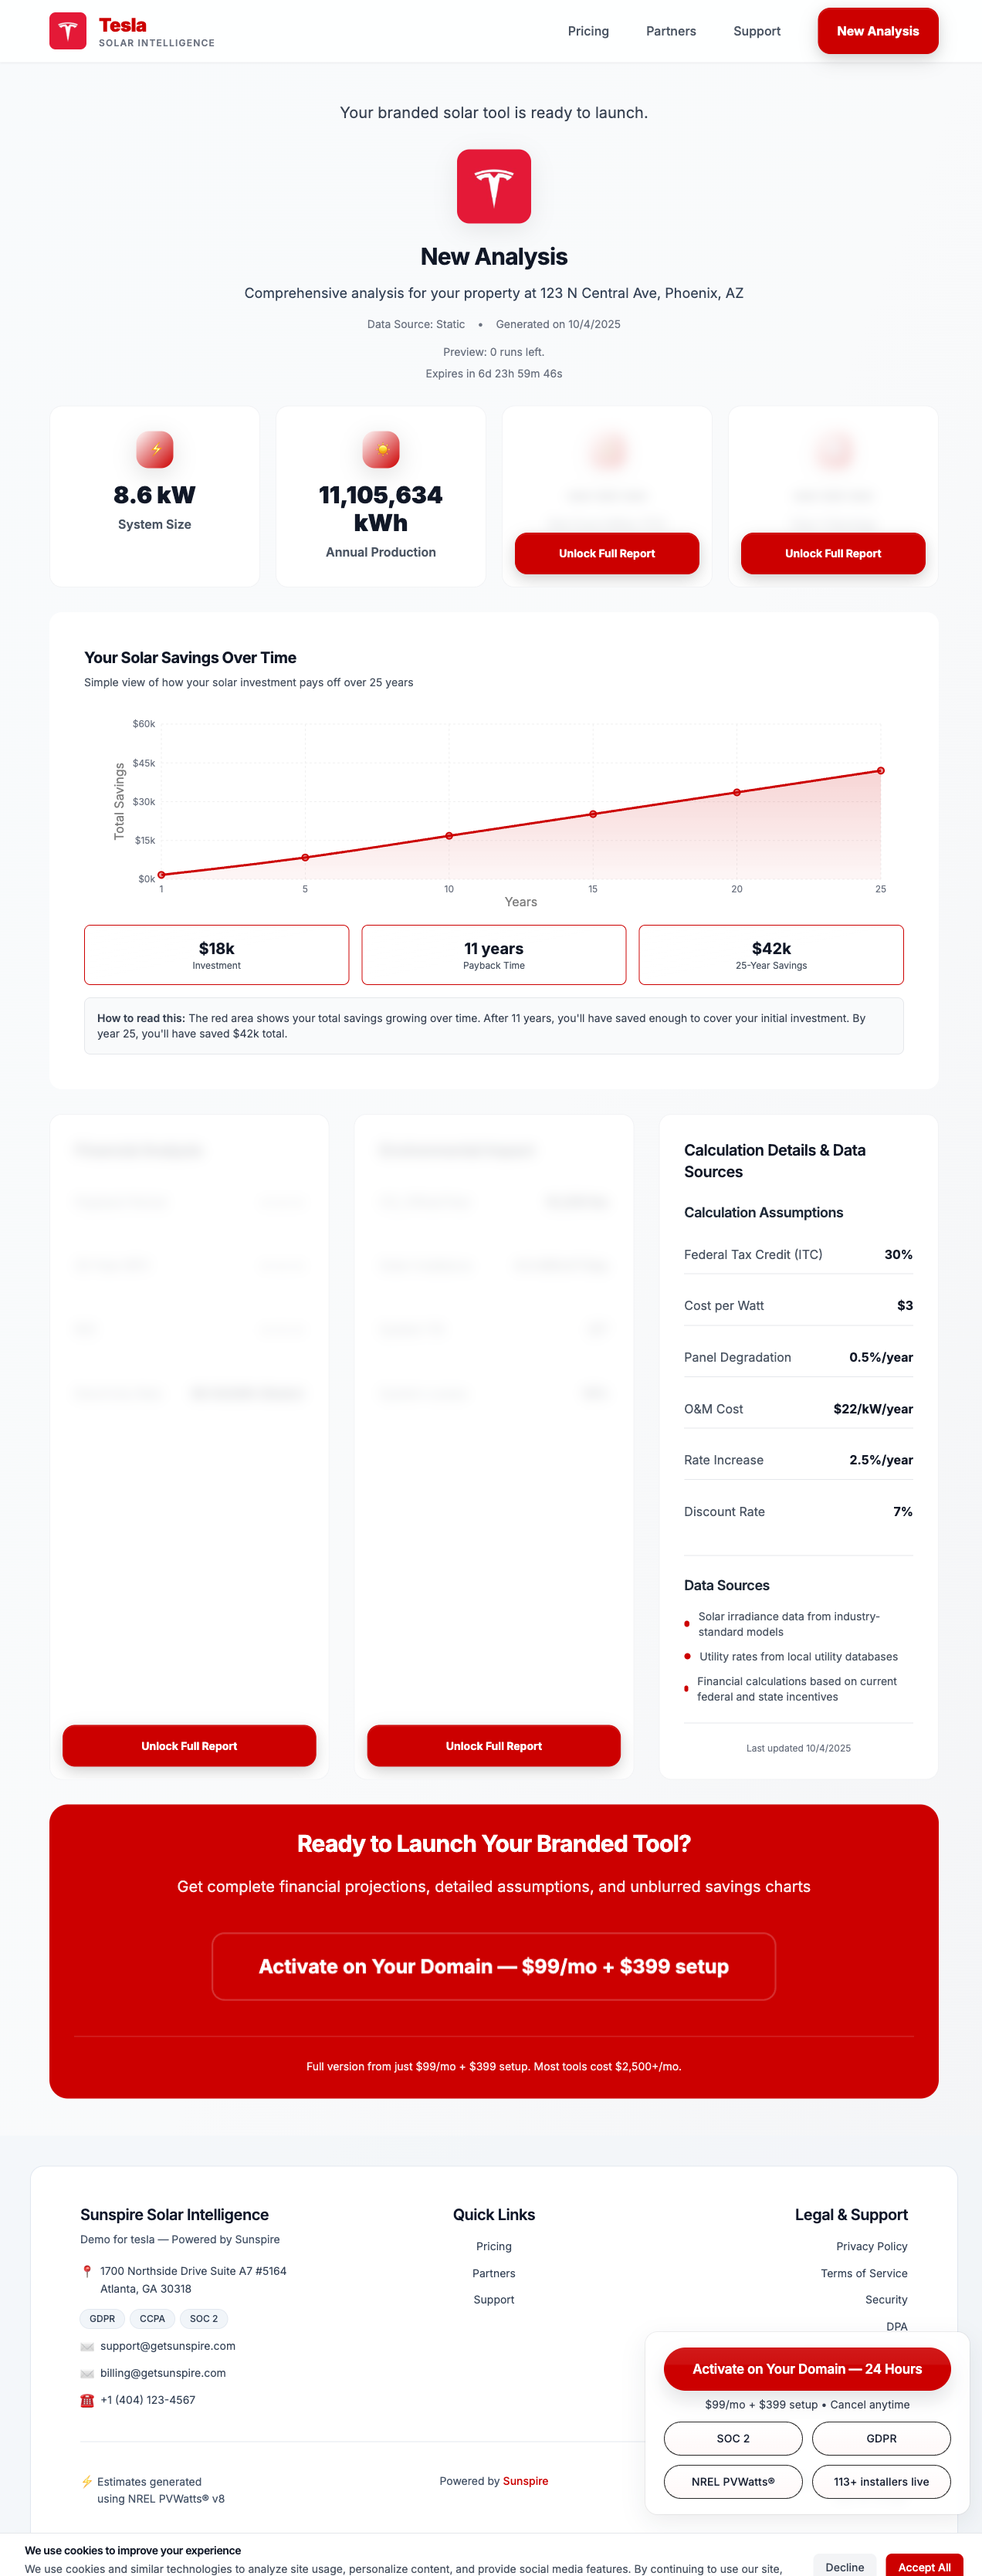 Tesla
SOLAR INTELLIGENCE
Pricing
Partners
Support
New Analysis
Your branded solar tool is ready to launch.
New Analysis
Comprehensive analysis for your property at 123 N Central Ave, Phoenix, AZ
Data Source: Static • Generated on 10/4/2025
Preview: 0 runs left.
Expires in 6d 23h 59m 46s
8.6 kW
System Size
11,105,634
kWh
Annual Production
Unlock Full Report
Unlock Full Report
Your Solar Savings Over Time
Simple view of how your solar investment pays off over 25 years
$60k
$45k
$30k
$15k
$0k
Total Savings
1
5
10
15
20
25
Years
$18k
Investment
11 years
Payback Time
$42k
25-Year Savings
How to read this: The red area shows your total savings growing over time. After 11 years, you'll have saved enough to cover your initial investment. By
year 25, you'll have saved $42k total.
Unlock Full Report
Unlock Full Report
Calculation Details & Data
Sources
Calculation Assumptions
Federal Tax Credit (ITC) 30%
Cost per Watt $3
Panel Degradation 0.5%/year
O&M Cost $22/kW/year
Rate Increase 2.5%/year
Discount Rate 7%
Data Sources
Solar irradiance data from industry-
standard models
Utility rates from local utility databases
Financial calculations based on current
federal and state incentives
Last updated 10/4/2025
Ready to Launch Your Branded Tool?
Get complete financial projections, detailed assumptions, and unblurred savings charts
Activate on Your Domain — $99/mo + $399 setup
Full version from just $99/mo + $399 setup. Most tools cost $2,500+/mo.
Sunspire Solar Intelligence
Demo for tesla — Powered by Sunspire
1700 Northside Drive Suite A7 #5164
Atlanta, GA 30318
GDPR
CCPA
SOC 2
support@getsunspire.com
billing@getsunspire.com
+1 (404) 123-4567
Quick Links
Pricing
Partners
Support
Legal & Support
Privacy Policy
Terms of Service
Security
DPA
Estimates generated
using NREL PVWatts® v8
Powered by Sunspire
Activate on Your Domain — 24 Hours
$99/mo + $399 setup • Cancel anytime
SOC 2
GDPR
NREL PVWatts®
113+ installers live
We use cookies to improve your experience
We use cookies and similar technologies to analyze site usage, personalize content, and provide social media features. By continuing to use our site,
Decline
Accept All